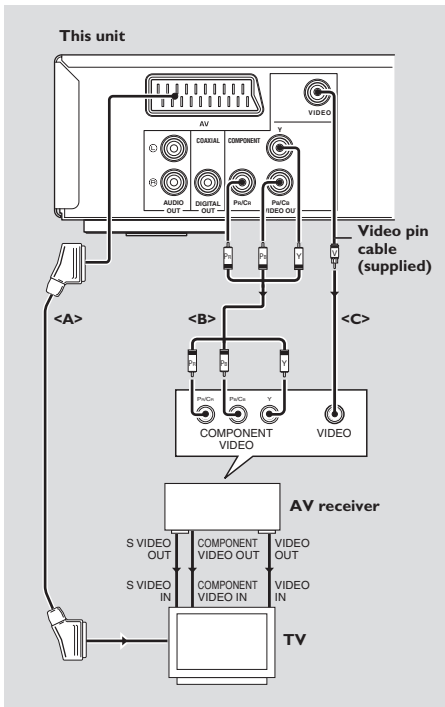 This unit
AV
VIDEO
Y
L
COAXIAL
COMPONENT
R
AUDIO OUT
DIGITAL OUT
PR/CR
PB/CB
VIDEO OUT
Video pin
cable
(supplied)
PR
PB
Y
V
<A>
<B>
<C>
PR
PB
Y
PR/CR
PB/CB
Y
COMPONENT
VIDEO
VIDEO
AV receiver
S VIDEO
OUT
COMPONENT
VIDEO OUT
VIDEO
OUT
S VIDEO
IN
COMPONENT
VIDEO IN
VIDEO
IN
TV